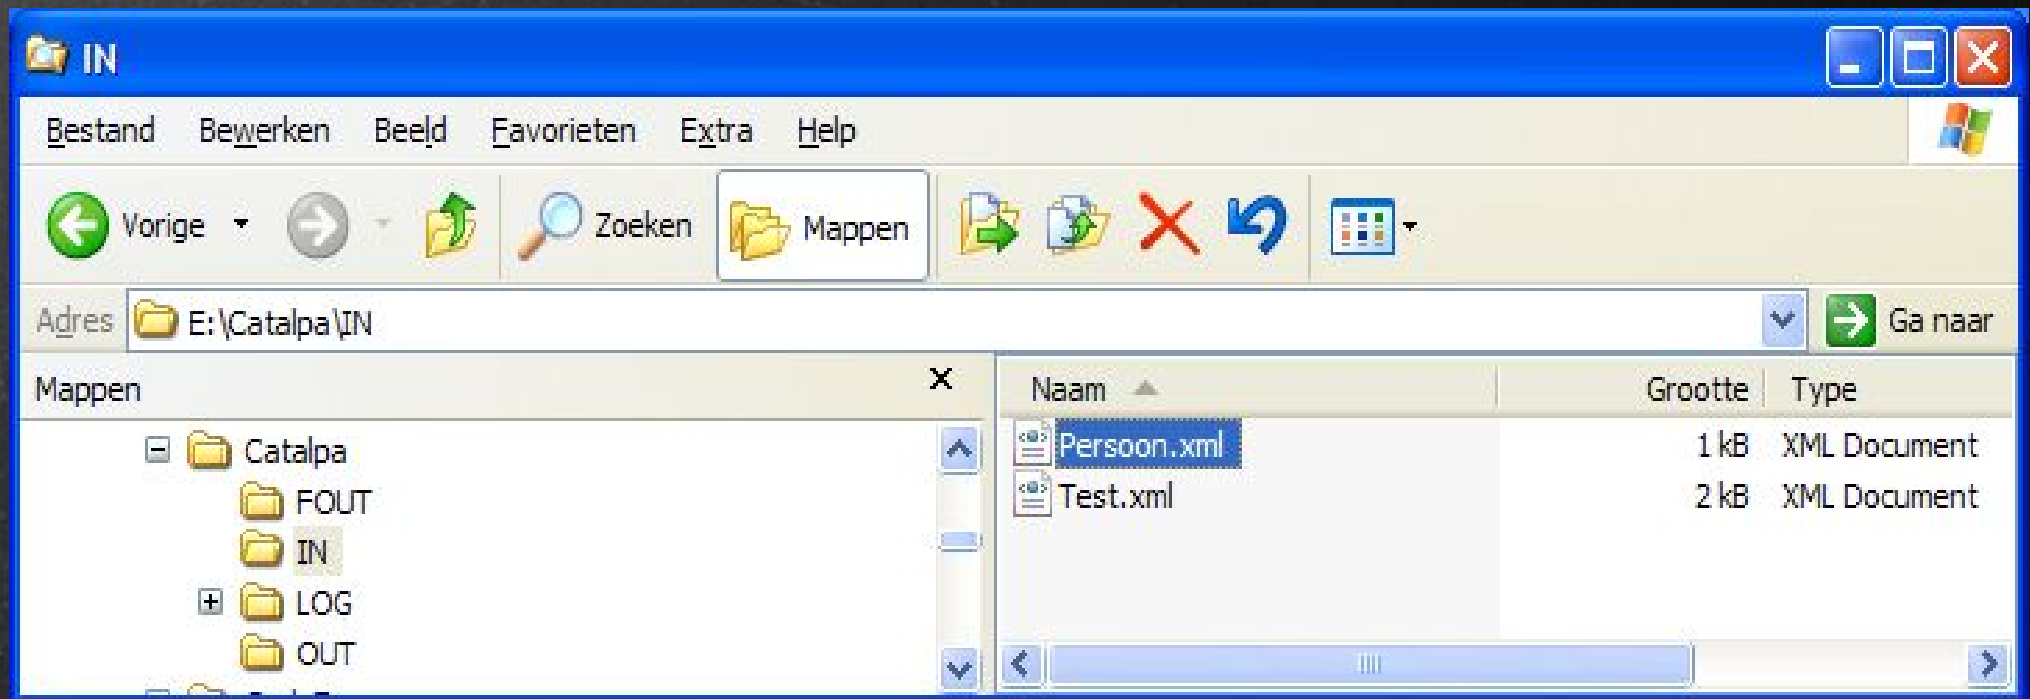 IN
Bestand Bewerken Beeld Favorieten Extra Help
Vorige Zoeken Mappen
Adres E:\Catalpa\IN Ga naar
Mappen
Catalpa
FOUT
IN
LOG
OUT
Naam Grootte Type
Persoon.xml 1 kB XML Document
Test.xml 2 kB XML Document